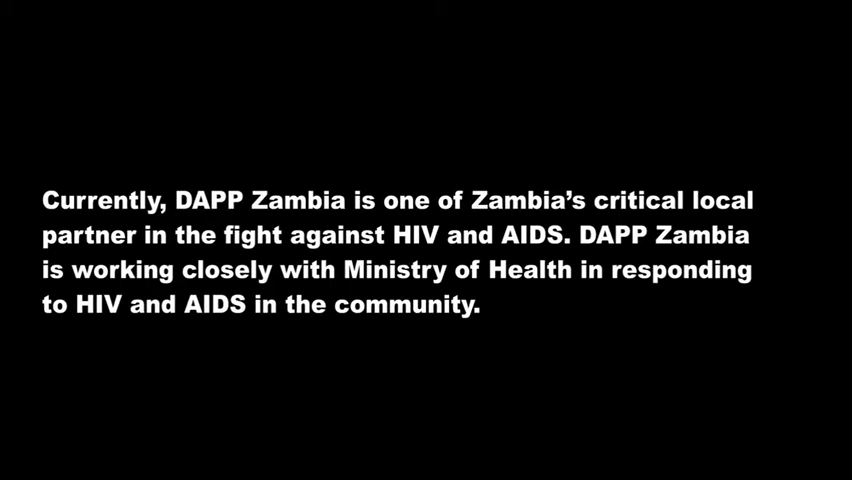 Currently, DAPP Zambia is one of Zambia’s critical local
partner in the fight against HIV and AIDS. DAPP Zambia
is working closely with Ministry of Health in responding
to HIV and AIDS in the community.